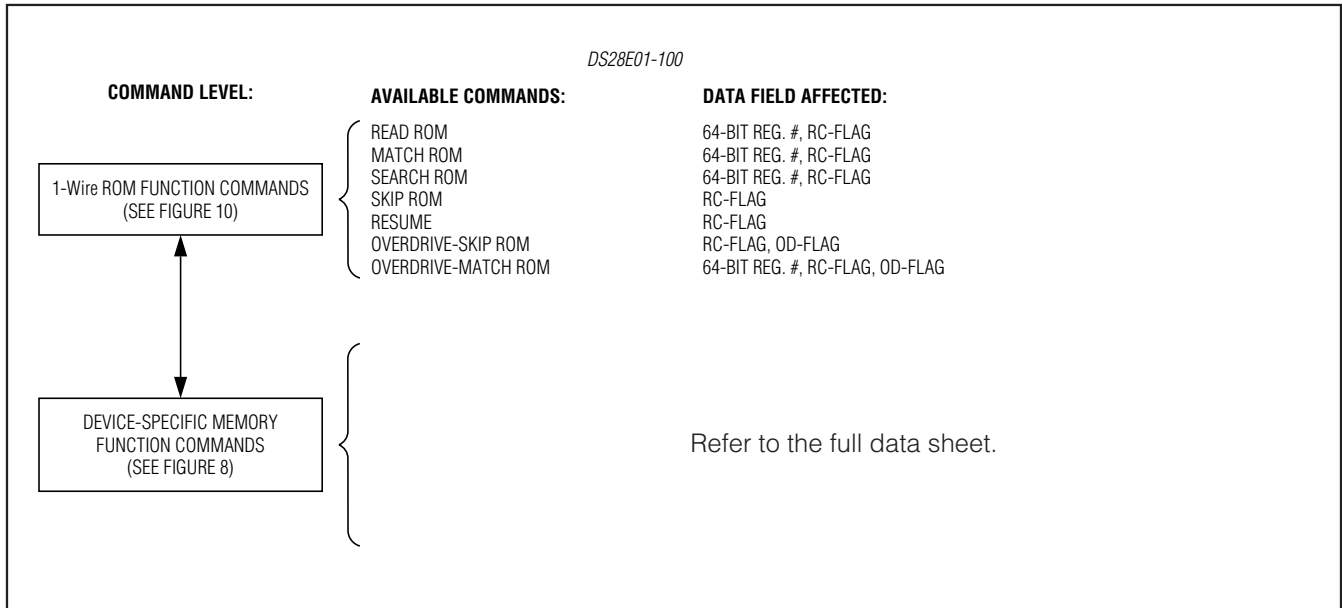 DS28E01-100
COMMAND LEVEL: AVAILABLE COMMANDS: DATA FIELD AFFECTED:
1-Wire ROM FUNCTION COMMANDS
(SEE FIGURE 10)
READ ROM 64-BIT REG. #, RC-FLAG
MATCH ROM 64-BIT REG. #, RC-FLAG
SEARCH ROM 64-BIT REG. #, RC-FLAG
SKIP ROM RC-FLAG
RESUME RC-FLAG
OVERDRIVE-SKIP ROM RC-FLAG, OD-FLAG
OVERDRIVE-MATCH ROM 64-BIT REG. #, RC-FLAG, OD-FLAG
DEVICE-SPECIFIC MEMORY
FUNCTION COMMANDS
(SEE FIGURE 8)
Refer to the full data sheet.